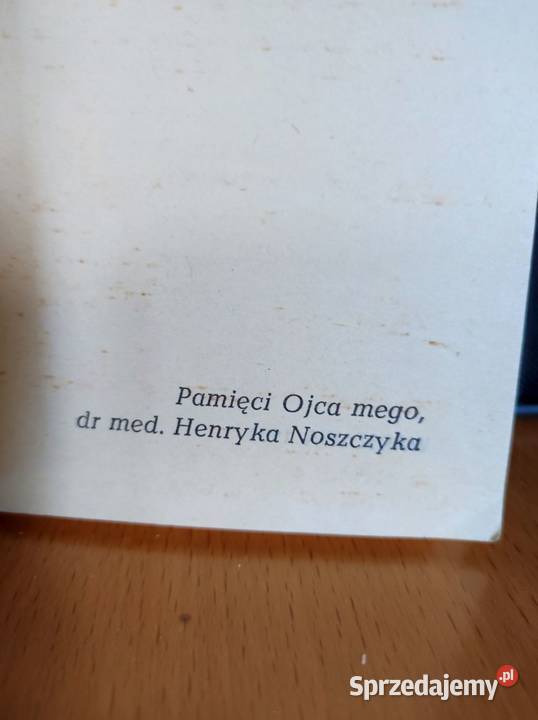 Pamięci Ojca mego,
dr med. Henryka Noszczyka
Sprzedajemy.pl